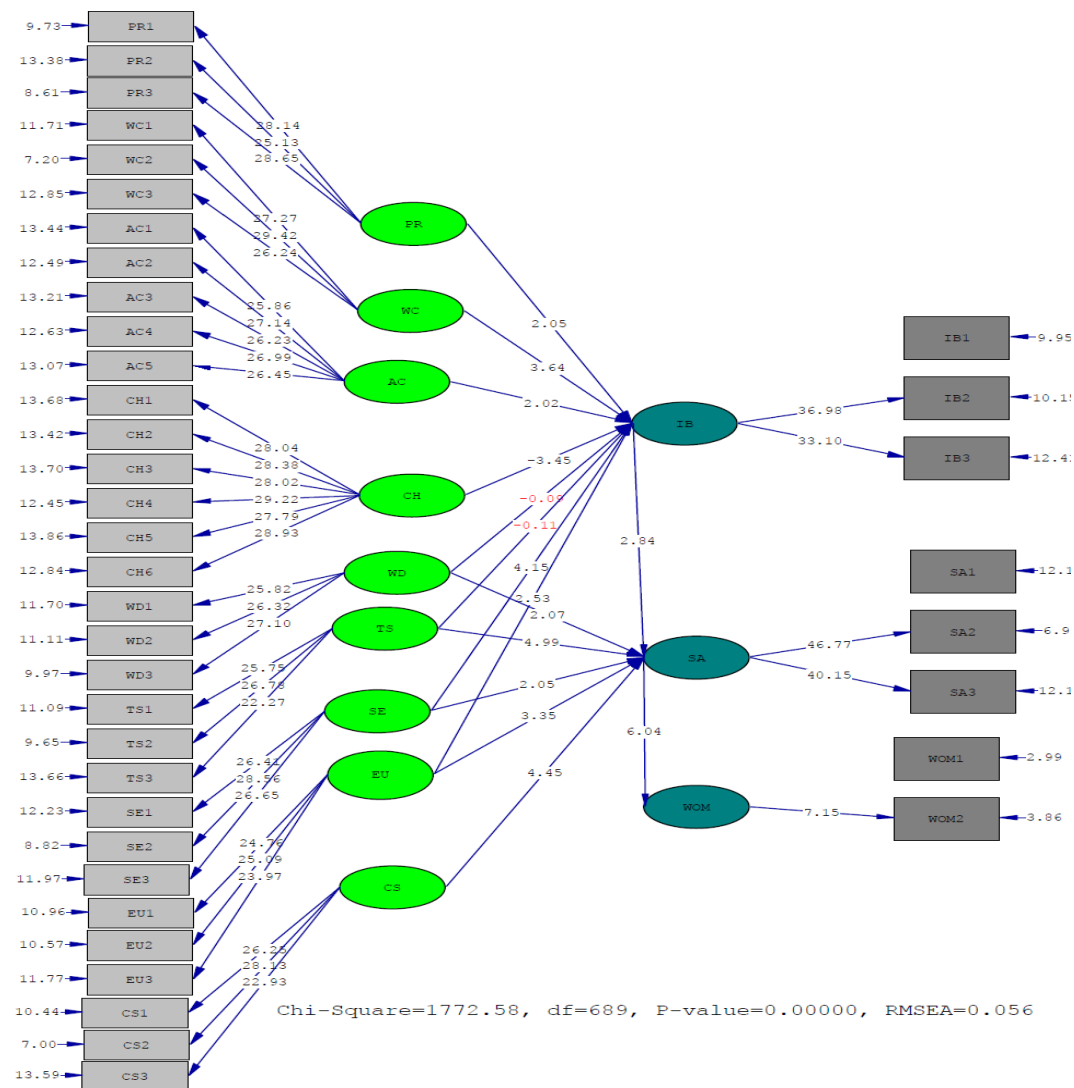 9.73 PR1
13.38 PR2
8.61 PR3
11.71 WC1
7.20 WC2
12.85 WC3
13.44 AC1
12.49 AC2
13.21 AC3
12.63 AC4
13.07 AC5
13.68 CH1
13.42 CH2
13.70 CH3
12.45 CH4
13.86 CH5
12.84 CH6
11.70 WD1
11.11 WD2
9.97 WD3
11.09 TS1
9.65 TS2
13.66 TS3
12.23 SE1
8.82 SE2
11.97 SE3
10.96 EU1
10.57 EU2
11.77 EU3
10.44 CS1
7.00 CS2
13.59 CS3
28.14
25.13
28.65
27.27
29.42
26.24
25.86
27.14
26.23
26.99
26.45
28.04
28.38
28.02
29.22
27.79
28.93
25.82
26.32
27.10
25.75
26.78
22.27
26.41
28.56
26.65
24.76
25.09
23.97
26.25
28.13
22.93
PR
WC
AC
CH
WD
TS
SE
EU
CS
2.05
3.64
2.02
-3.45
-0.09
-0.11
4.15
2.53
2.84
2.07
4.99
2.05
3.35
4.45
6.04
IB
SA
WOM
36.98
33.10
46.77
40.15
7.15
IB1 9.95
IB2 10.15
IB3
SA1 12.1
SA2 6.9
SA3 12.1
WOM1 2.99
WOM2 3.86
Chi-Square=1772.58, df=689, P-value=0.00000, RMSEA=0.056